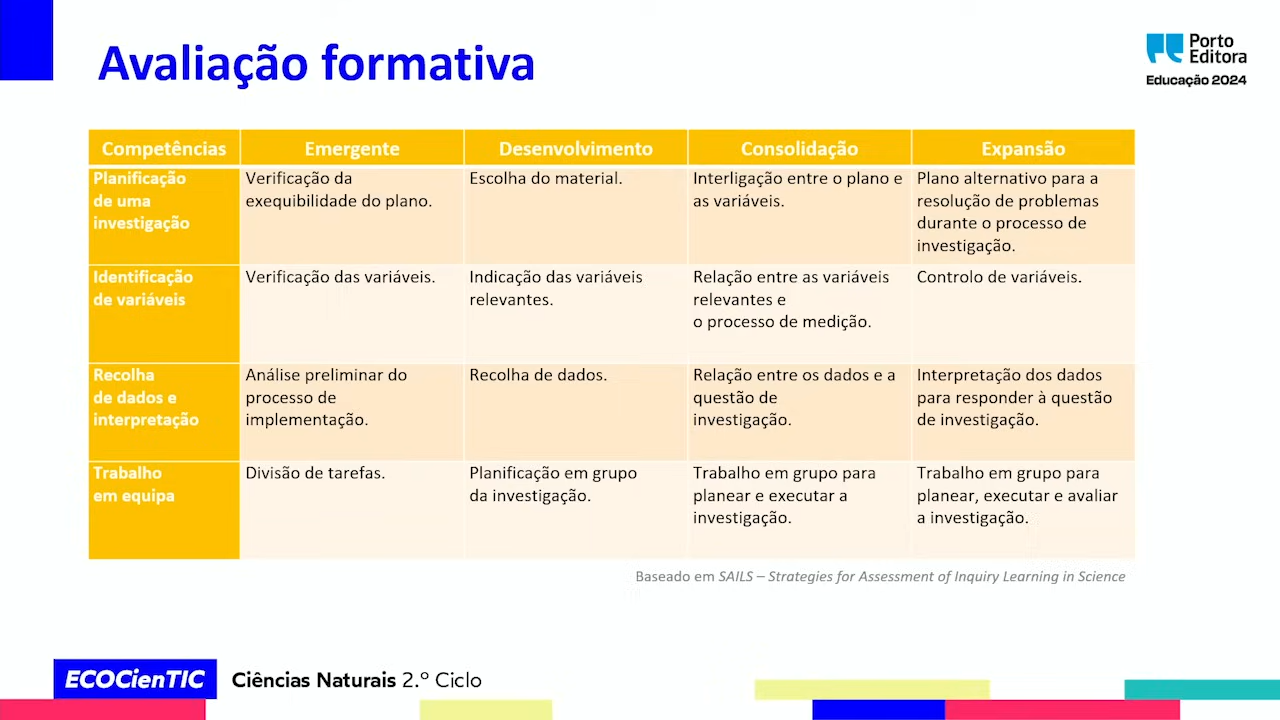 Avaliação formativa
Porto
Editora
Educação 2024
Competências Emergente Desenvolvimento Consolidação Expansão
Planificação
de uma
investigação
Verificação da
exequibilidade do plano.
Escolha do material.
Interligação entre o plano e
as variáveis.
Plano alternativo para a
resolução de problemas
durante o processo de
investigação.
Identificação
de variáveis
Verificação das variáveis.
Indicação das variáveis
relevantes.
Relação entre as variáveis
relevantes e
o processo de medição.
Controlo de variáveis.
Recolha
de dados e
interpretação
Análise preliminar do
processo de
implementação.
Recolha de dados.
Relação entre os dados e a
questão de
investigação.
Interpretação dos dados
para responder à questão
de investigação.
Trabalho
em equipa
Divisão de tarefas.
Planificação em grupo
da investigação.
Trabalho em grupo para
planear e executar a
investigação.
Trabalho em grupo para
planear, executar e avaliar
a investigação.
Baseado em SAILS – Strategies for Assessment of Inquiry Learning in Science
ECOCienTIC Ciências Naturais 2.º Ciclo